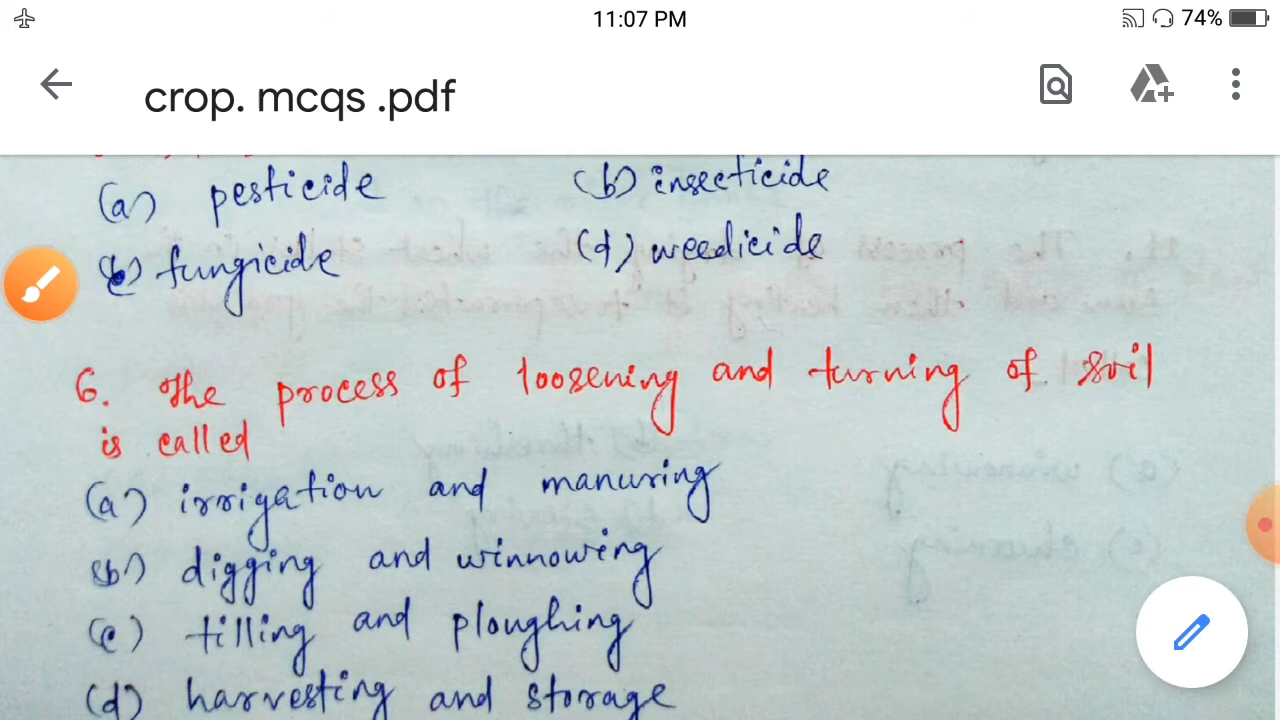 11:07 PM
74%
crop. mcqs .pdf
(a) pesticide (b) insecticide
(c) fungicide (d) weedicide
6. The process of loosening and turning of soil
is called
(a) irrigation and manuring
(b) digging and winnowing
(c) tilling and ploughing
(d) harvesting and storage